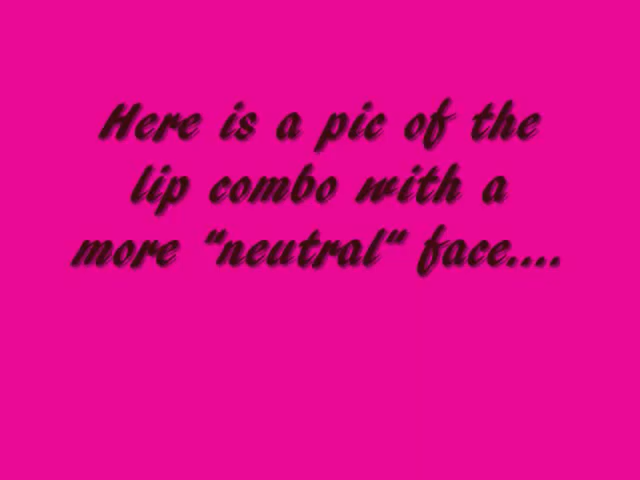 Here is a pic of the
lip combo with a
more "neutral" face....